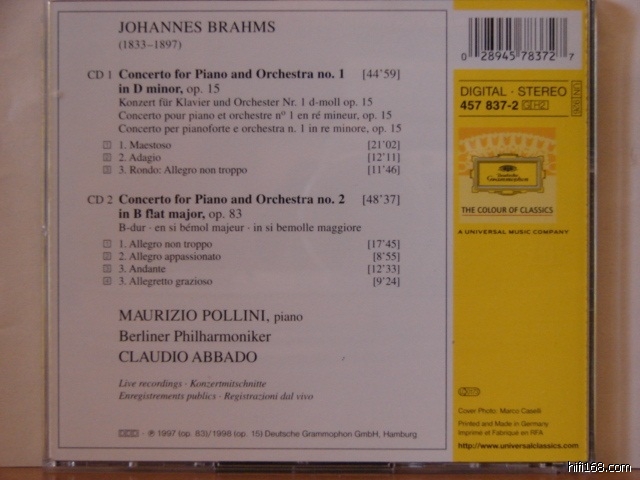 JOHANNES BRAHMS
(1833–1897)
CD 1 Concerto for Piano and Orchestra no. 1 [44'59]
in D minor, op. 15
Konzert für Klavier und Orchester Nr. 1 d-moll op. 15
Concerto pour piano et orchestre nº 1 en ré mineur, op. 15
Concerto per pianoforte e orchestra n. 1 in re minore, op. 15
1 1. Maestoso [21'02]
2 2. Adagio [12'11]
3 3. Rondo: Allegro non troppo [11'46]
CD 2 Concerto for Piano and Orchestra no. 2 [48'37]
in B flat major, op. 83
B-dur · en si bémol majeur · in si bemolle maggiore
1 1. Allegro non troppo [17'45]
2 2. Allegro appassionato [8'55]
3 3. Andante [12'33]
4 3. Allegretto grazioso [9'24]
MAURIZIO POLLINI, piano
Berliner Philharmoniker
CLAUDIO ABBADO
Live recordings · Konzertmitschnitte
Enregistrements publics · Registrazioni dal vivo
DDD · ℗ 1997 (op. 83)/1998 (op. 15) Deutsche Grammophon GmbH, Hamburg
0 28945 78372 7
DIGITAL · STEREO
457 837-2 GH2
Deutsche
Grammophon
THE COLOUR OF CLASSICS
A UNIVERSAL MUSIC COMPANY
Cover Photo: Marco Caselli
Printed and Made in Germany
Imprimé et Fabriqué en RFA
http://www.universalclassics.com
hifi168.com